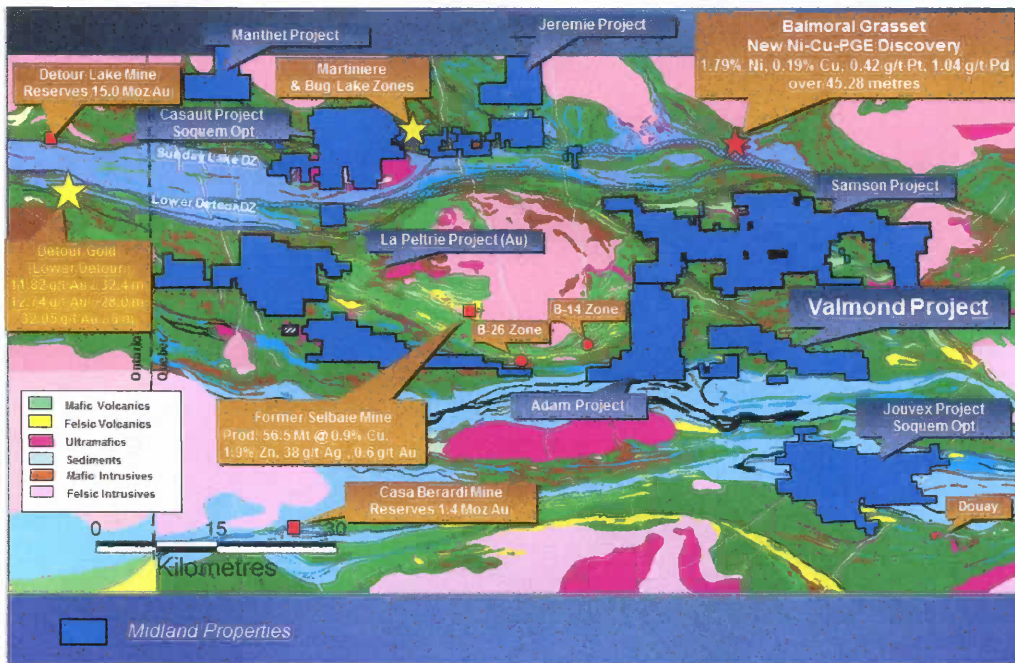 Manthet Project
Jeremie Project
Balmoral Grasset
New Ni-Cu-PGE Discovery
1.79% Ni, 0.19% Cu, 0.42 g/t Pt, 1.04 g/t Pd
over 45.28 metres
Detour Lake Mine
Reserves 15.0 Moz Au
Martiniere
& Bug Lake Zones
Casault Project
Soquem Opt
Sunday Lake DZ
Lower Detour DZ
Samson Project
La Peltrie Project (Au)
Detour Gold
(Lower Detour)
Valmond Project
B-14 Zone
B-26 Zone
Ontario
Québec
Former Selbaie Mine
Prod: 56.5 Mt @ 0.9% Cu,
1.9% Zn, 38 g/t Ag , 0.6 g/t Au
Adam Project
Jouvex Project
Soquem Opt
Mafic Volcanics
Felsic Volcanics
Ultramafics
Sediments
Mafic Intrusives
Felsic Intrusives
Casa Berardi Mine
Reserves 1.4 Moz Au
Douay
0 15 30
Kilometres
Midland Properties